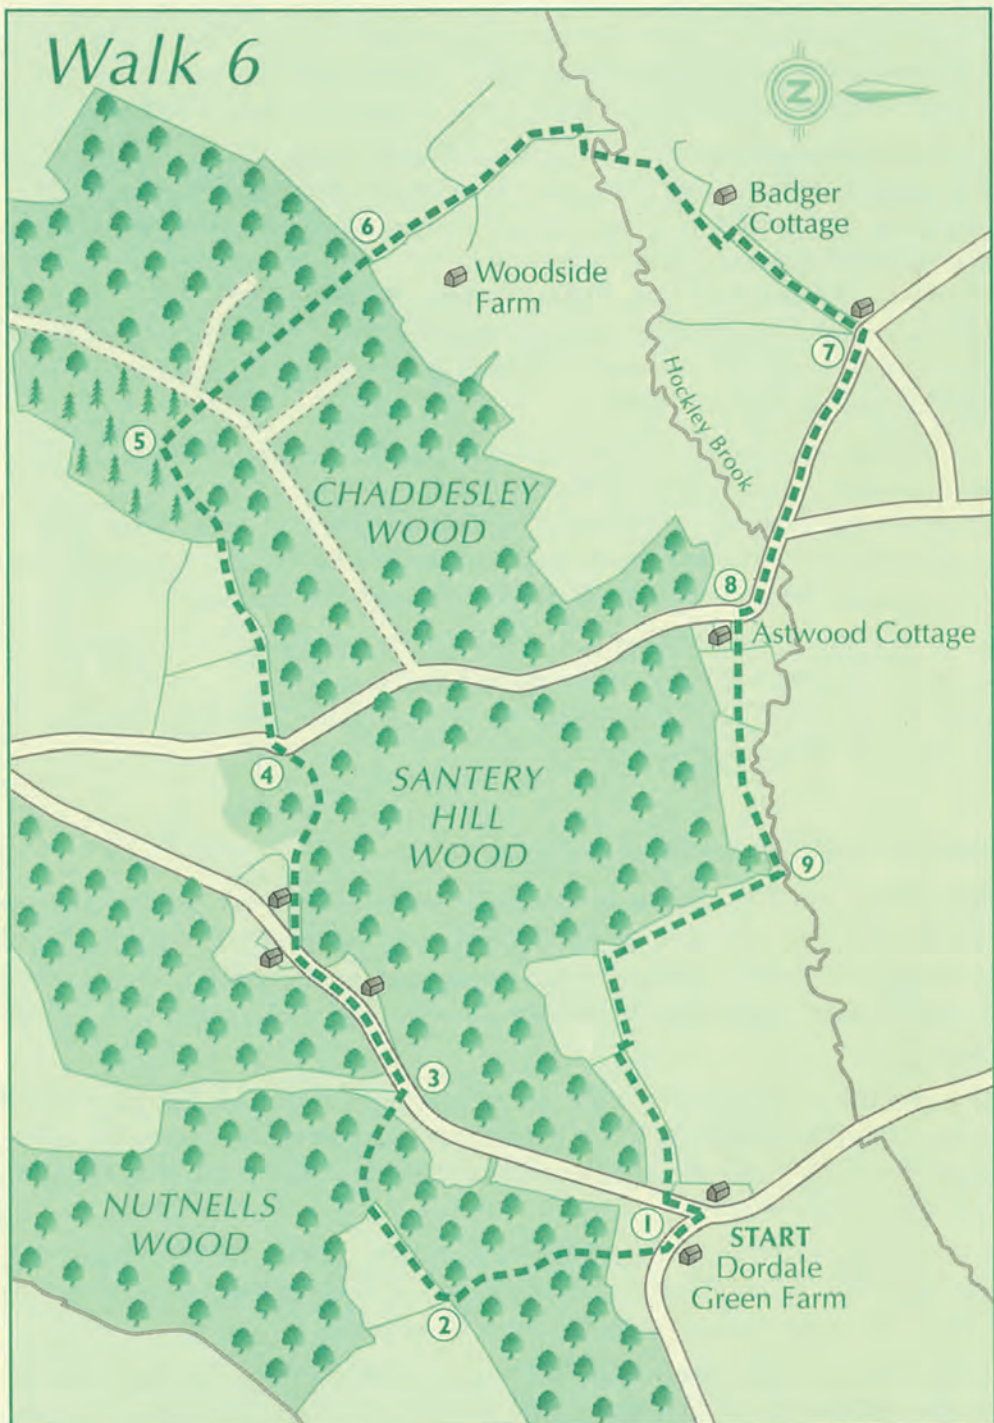 Walk 6
N
Badger
Cottage
6
Woodside
Farm
7
Hockley Brook
5
CHADDESLEY
WOOD
8
Astwood Cottage
4
SANTERY
HILL
WOOD
9
3
NUTNELLS
WOOD
1
START
Dordale
Green Farm
2